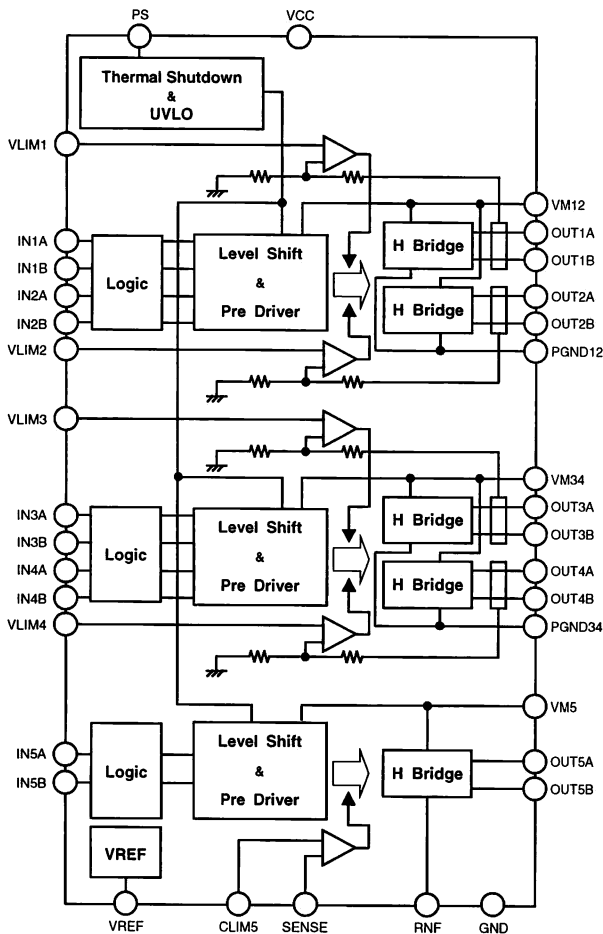 PS
VCC
Thermal Shutdown
&
UVLO
VLIM1
VM12
IN1A
IN1B
IN2A
IN2B
Logic
Level Shift
&
Pre Driver
H Bridge
H Bridge
OUT1A
OUT1B
OUT2A
OUT2B
VLIM2
PGND12
VLIM3
VM34
IN3A
IN3B
IN4A
IN4B
Logic
Level Shift
&
Pre Driver
H Bridge
H Bridge
OUT3A
OUT3B
OUT4A
OUT4B
VLIM4
PGND34
VM5
IN5A
IN5B
Logic
Level Shift
&
Pre Driver
H Bridge
OUT5A
OUT5B
VREF
VREF
CLIM5
SENSE
RNF
GND